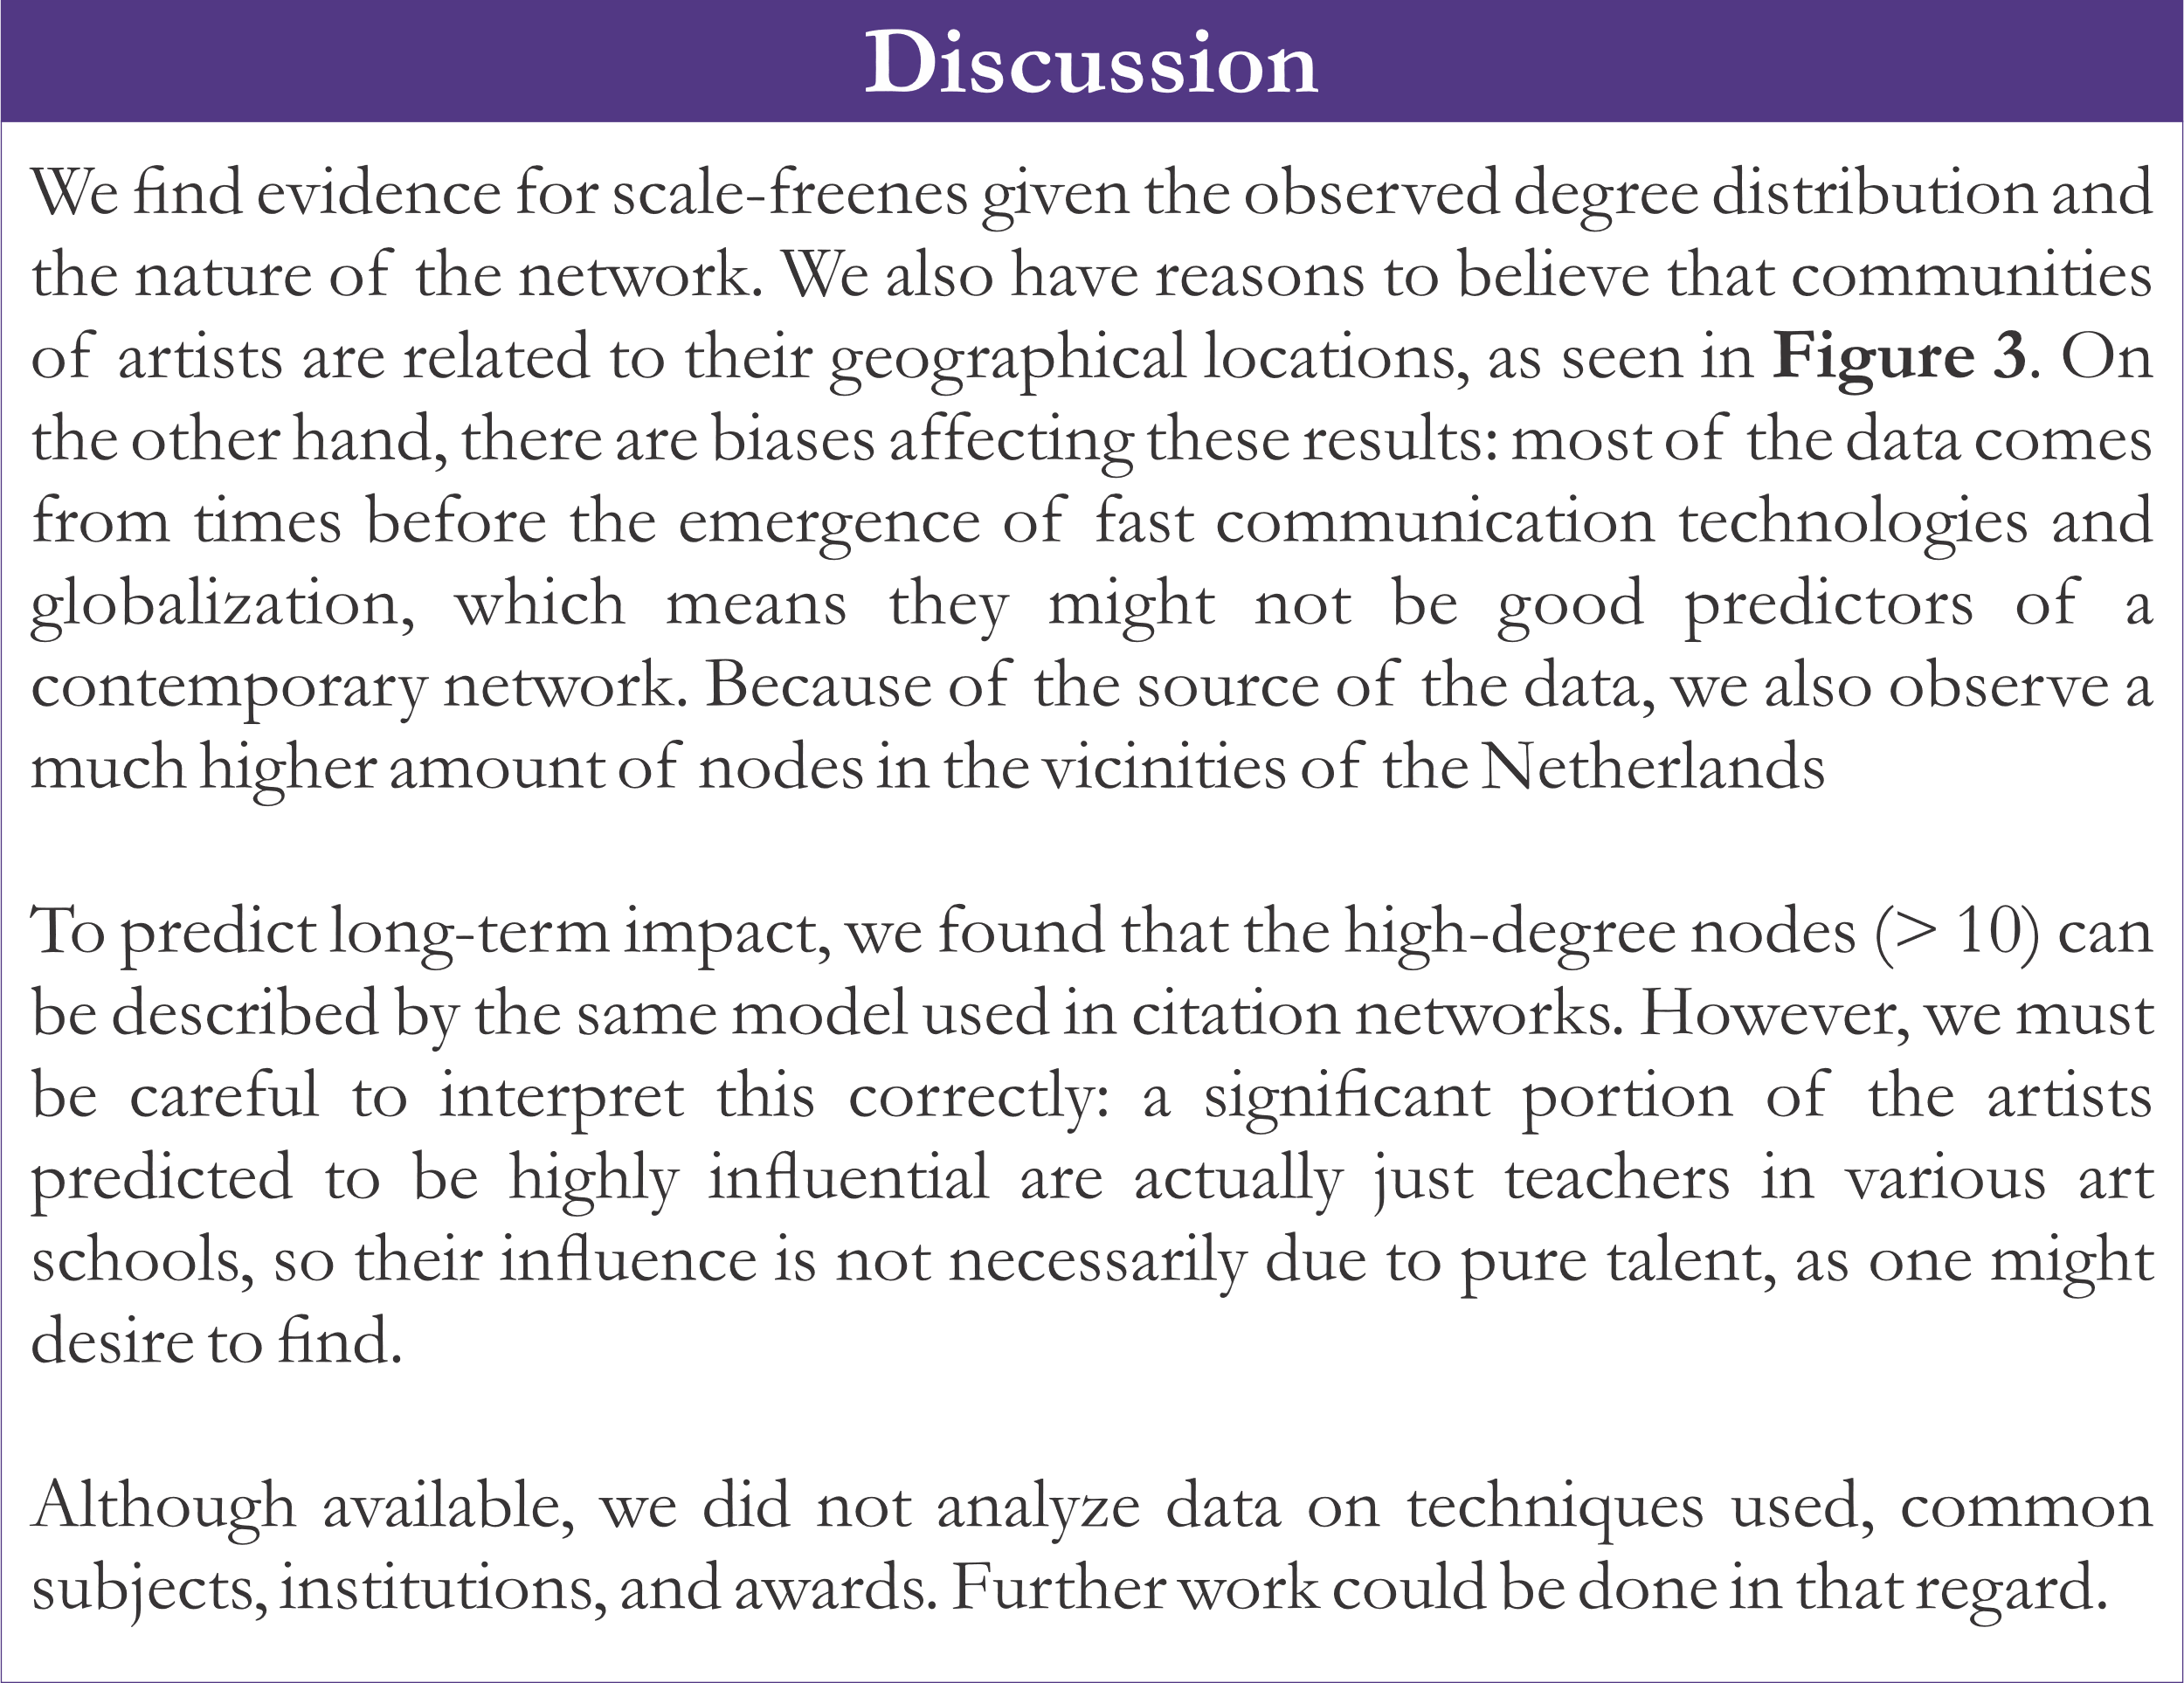 Discussion
We find evidence for scale-freenes given the observed degree distribution and
the nature of the network. We also have reasons to believe that communities
of artists are related to their geographical locations, as seen in Figure 3. On
the other hand, there are biases affecting these results: most of the data comes
from times before the emergence of fast communication technologies and
globalization, which means they might not be good predictors of a
contemporary network. Because of the source of the data, we also observe a
much higher amount of nodes in the vicinities of the Netherlands
To predict long-term impact, we found that the high-degree nodes (> 10) can
be described by the same model used in citation networks. However, we must
be careful to interpret this correctly: a significant portion of the artists
predicted to be highly influential are actually just teachers in various art
schools, so their influence is not necessarily due to pure talent, as one might
desire to find.
Although available, we did not analyze data on techniques used, common
subjects, institutions, and awards. Further work could be done in that regard.